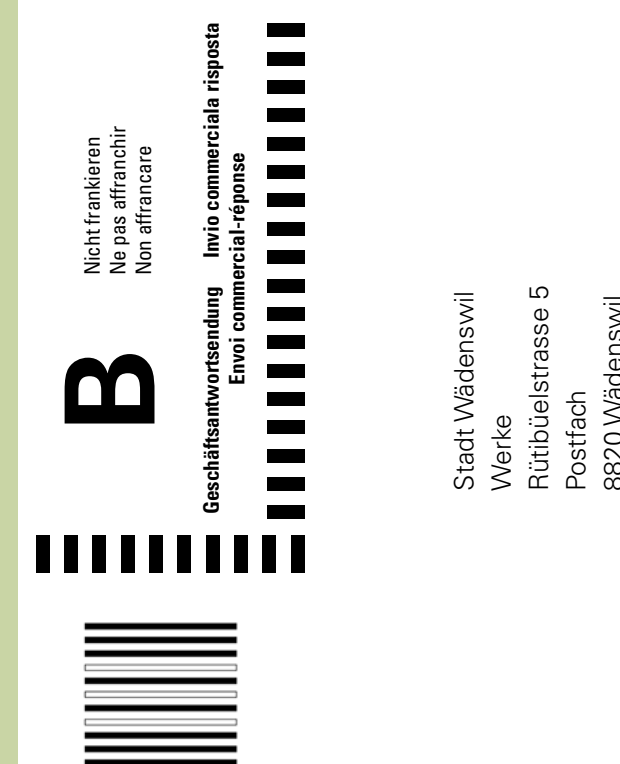 B
Nicht frankieren
Ne pas affranchir
Non affrancare
Geschäftsantwortsendung Invio commerciala risposta
Envoi commercial-réponse
Stadt Wädenswil
Werke
Rütibüelstrasse 5
Postfach
8820 Wädenswil